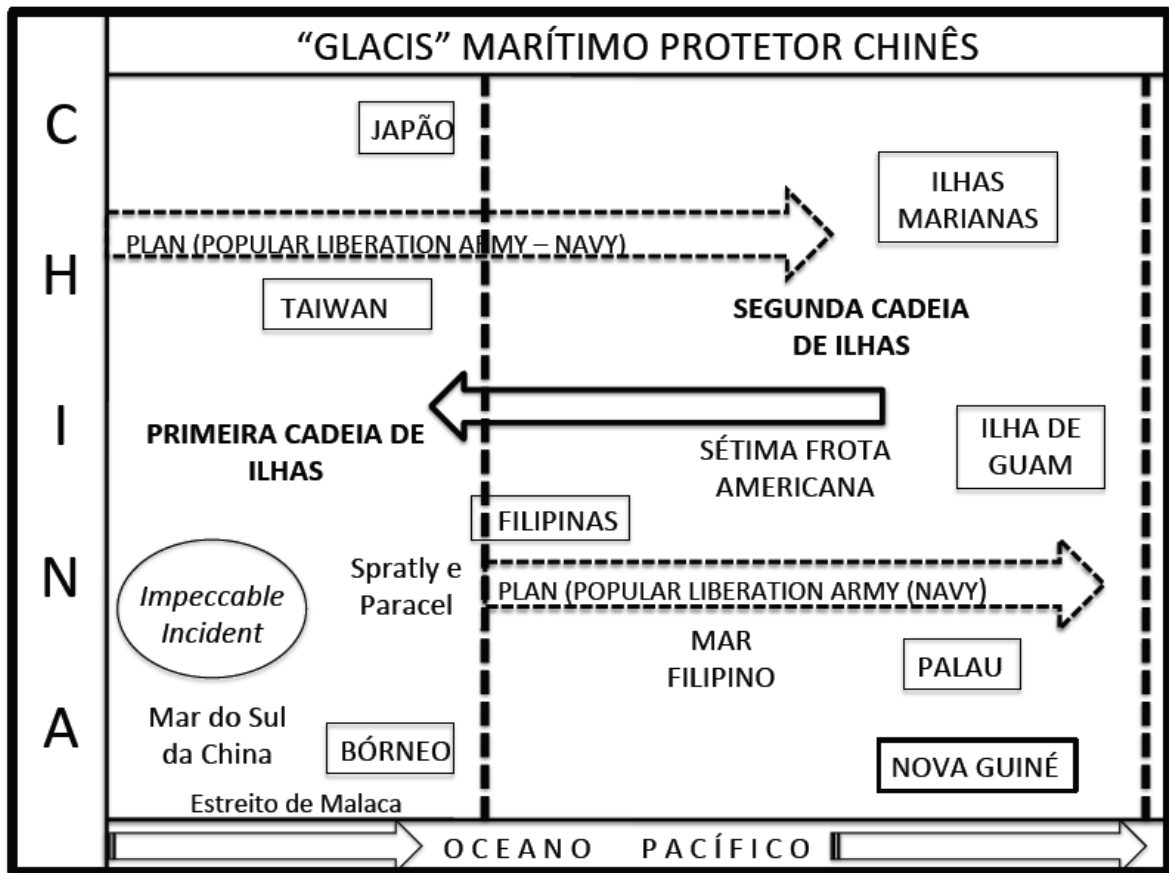 “GLACIS” MARÍTIMO PROTETOR CHINÊS
C
H
I
N
A
JAPÃO
ILHAS
MARIANAS
PLAN (POPULAR LIBERATION ARMY – NAVY)
TAIWAN
SEGUNDA CADEIA
DE ILHAS
PRIMEIRA CADEIA DE
ILHAS
SÉTIMA FROTA
AMERICANA
ILHA DE
GUAM
FILIPINAS
Impeccable
Incident
Spratly e
Paracel
PLAN (POPULAR LIBERATION ARMY (NAVY)
MAR
FILIPINO
PALAU
Mar do Sul
da China
BÓRNEO
NOVA GUINÉ
Estreito de Malaca
OCEANO PACÍFICO